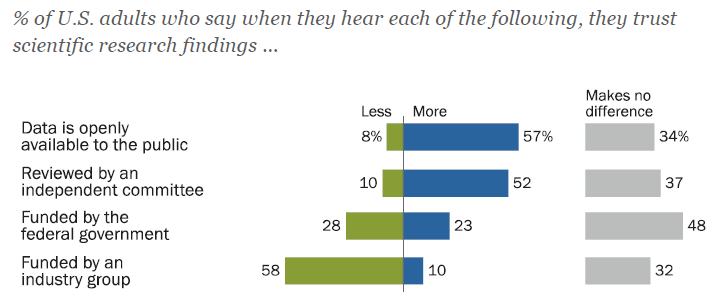 % of U.S. adults who say when they hear each of the following, they trust
scientific research findings ...
Less More Makes no difference
Data is openly
available to the public
8% 57% 34%
Reviewed by an
independent committee
10 52 37
Funded by the
federal government
28 23 48
Funded by an
industry group
58 10 32